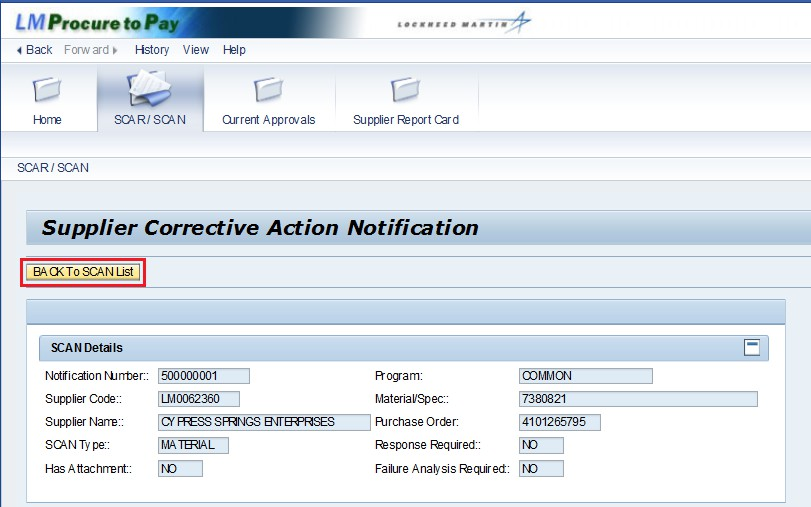 LM Procure to Pay LOCKHEED MARTIN
Back Forward History View Help
Home SCAR / SCAN Current Approvals Supplier Report Card
SCAR / SCAN
Supplier Corrective Action Notification
BACK To SCAN List
SCAN Details
Notification Number:: 500000001 Program: COMMON
Supplier Code:: LM0062360 Material/Spec:: 7380821
Supplier Name:: CYPRESS SPRINGS ENTERPRISES Purchase Order: 4101265795
SCAN Type:: MATERIAL Response Required:: NO
Has Attachment:: NO Failure Analysis Required:: NO